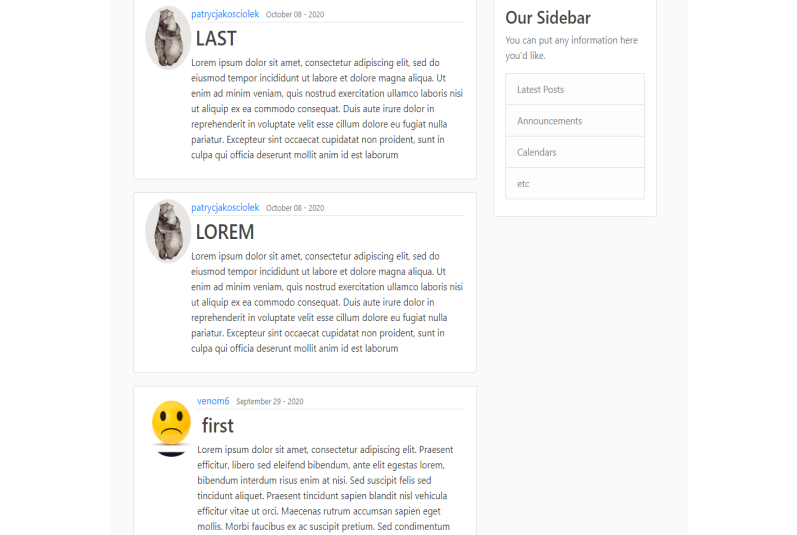 patrycjakosciolek October 08 - 2020
LAST
Lorem ipsum dolor sit amet, consectetur adipiscing elit, sed do
eiusmod tempor incididunt ut labore et dolore magna aliqua. Ut
enim ad minim veniam, quis nostrud exercitation ullamco laboris nisi
ut aliquip ex ea commodo consequat. Duis aute irure dolor in
reprehenderit in voluptate velit esse cillum dolore eu fugiat nulla
pariatur. Excepteur sint occaecat cupidatat non proident, sunt in
culpa qui officia deserunt mollit anim id est laborum
patrycjakosciolek October 08 - 2020
LOREM
Lorem ipsum dolor sit amet, consectetur adipiscing elit, sed do
eiusmod tempor incididunt ut labore et dolore magna aliqua. Ut
enim ad minim veniam, quis nostrud exercitation ullamco laboris nisi
ut aliquip ex ea commodo consequat. Duis aute irure dolor in
reprehenderit in voluptate velit esse cillum dolore eu fugiat nulla
pariatur. Excepteur sint occaecat cupidatat non proident, sunt in
culpa qui officia deserunt mollit anim id est laborum
venom6 September 29 - 2020
first
Lorem ipsum dolor sit amet, consectetur adipiscing elit. Praesent
efficitur, libero sed eleifend bibendum, ante elit egestas lorem,
bibendum interdum risus enim at nisi. Sed suscipit felis sed
tincidunt aliquet. Praesent tincidunt sapien blandit nisl vehicula
efficitur vitae ut orci. Maecenas rutrum accumsan sapien eget
mollis. Morbi faucibus ex ac suscipit pretium. Sed condimentum
Our Sidebar
You can put any information here
you'd like.
Latest Posts
Announcements
Calendars
etc